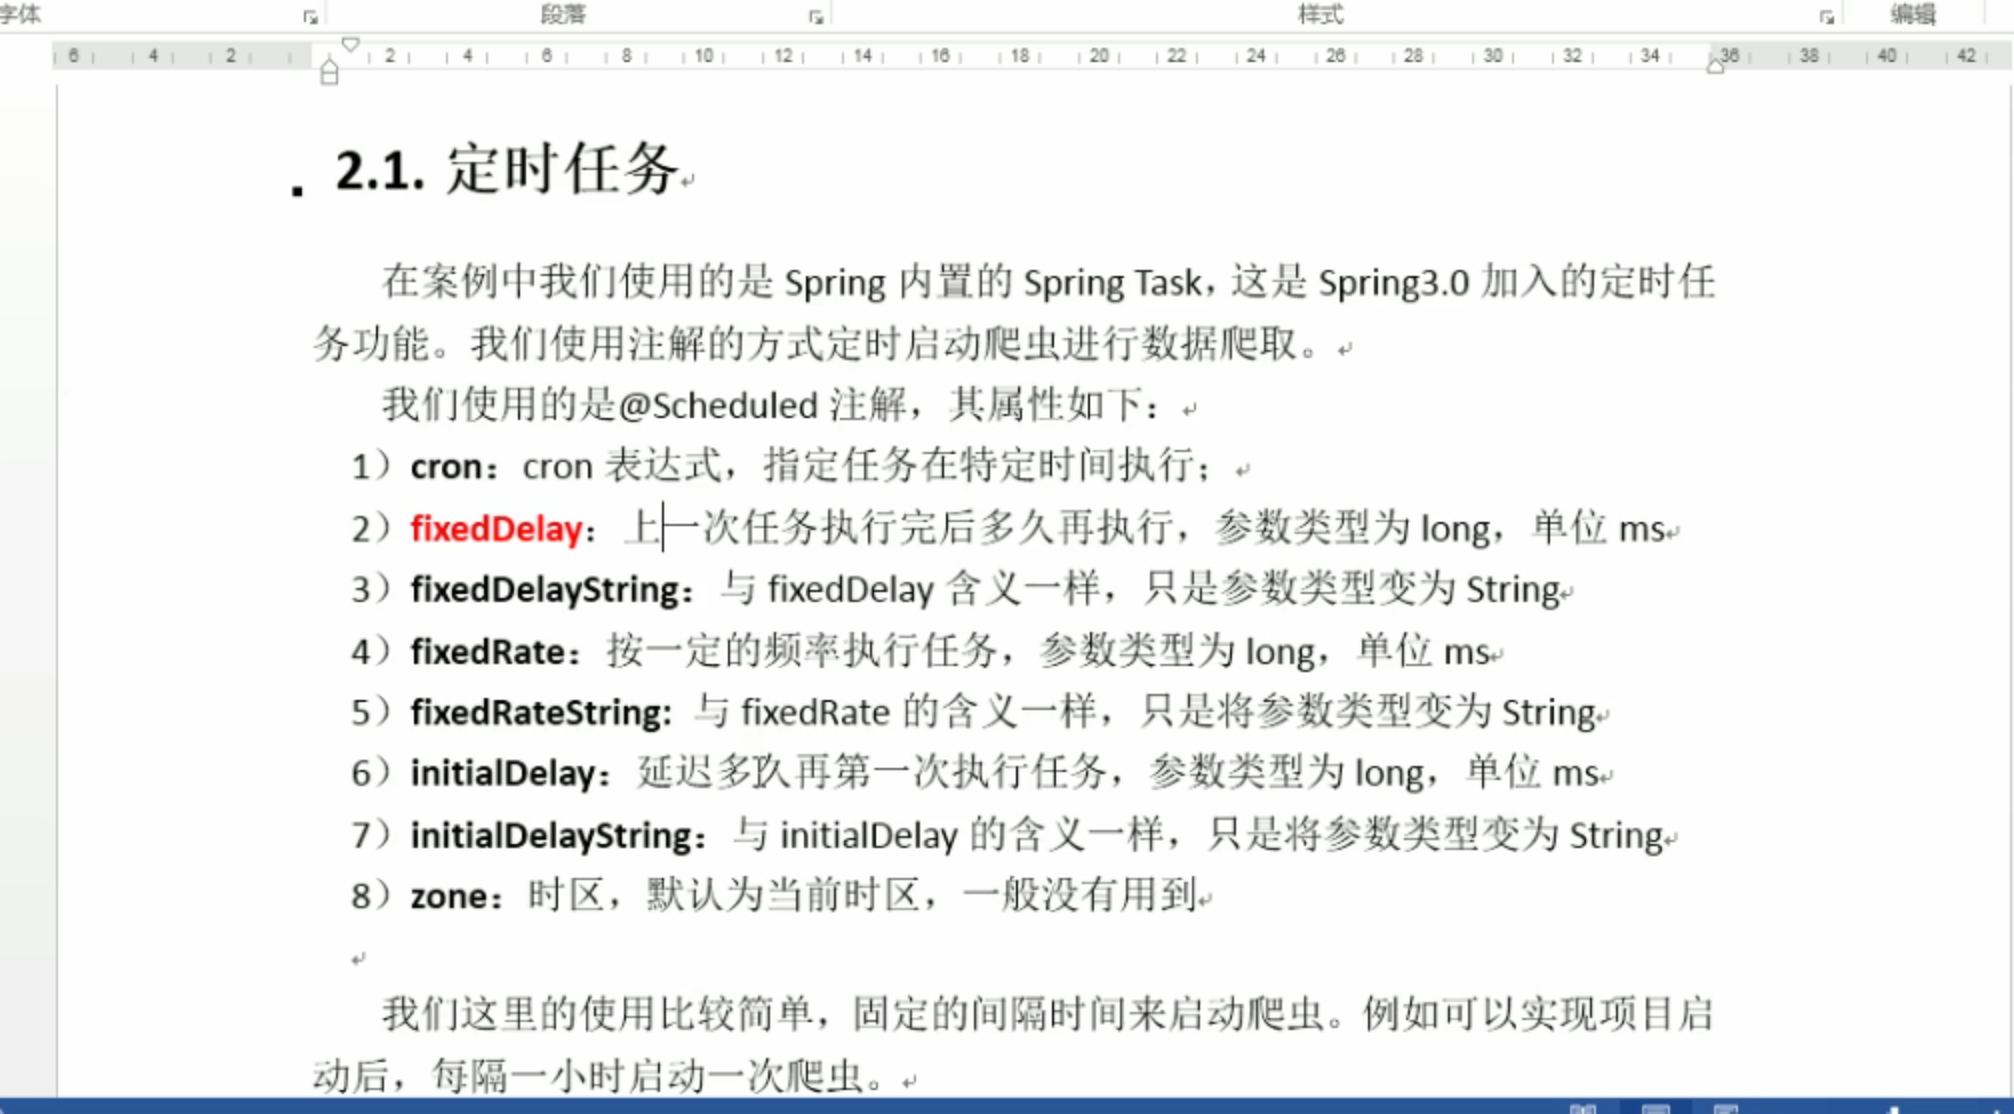 字体 段落 样式 编辑
6 4 2 2 4 6 8 10 12 14 16 18 20 22 24 26 28 30 32 34 36 38 40 42
2.1. 定时任务
在案例中我们使用的是 Spring 内置的 Spring Task，这是 Spring3.0 加入的定时任
务功能。我们使用注解的方式定时启动爬虫进行数据爬取。
我们使用的是@Scheduled 注解，其属性如下：
1）cron：cron 表达式，指定任务在特定时间执行；
2）fixedDelay：上一次任务执行完后多久再执行，参数类型为 long，单位 ms
3）fixedDelayString：与 fixedDelay 含义一样，只是参数类型变为 String
4）fixedRate：按一定的频率执行任务，参数类型为 long，单位 ms
5）fixedRateString: 与 fixedRate 的含义一样，只是将参数类型变为 String
6）initialDelay：延迟多久再第一次执行任务，参数类型为 long，单位 ms
7）initialDelayString：与 initialDelay 的含义一样，只是将参数类型变为 String
8）zone：时区，默认为当前时区，一般没有用到
我们这里的使用比较简单，固定的间隔时间来启动爬虫。例如可以实现项目启
动后，每隔一小时启动一次爬虫。